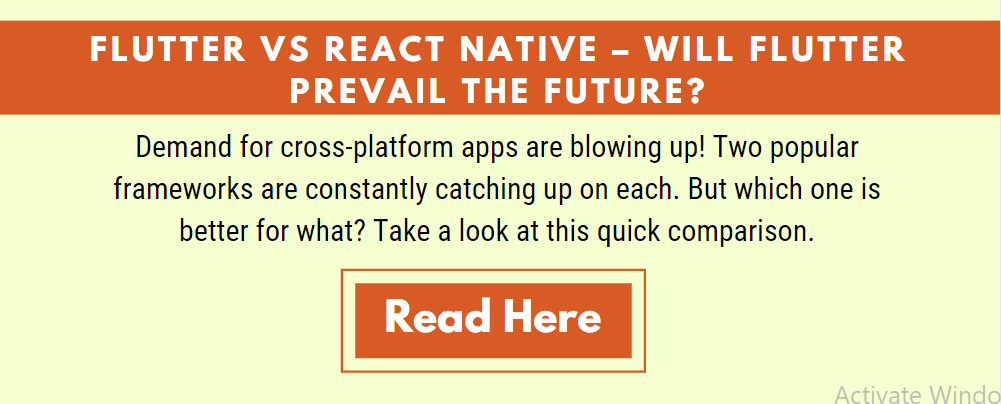 FLUTTER VS REACT NATIVE – WILL FLUTTER
PREVAIL THE FUTURE?
Demand for cross-platform apps are blowing up! Two popular
frameworks are constantly catching up on each. But which one is
better for what? Take a look at this quick comparison.
Read Here
Activate Windo